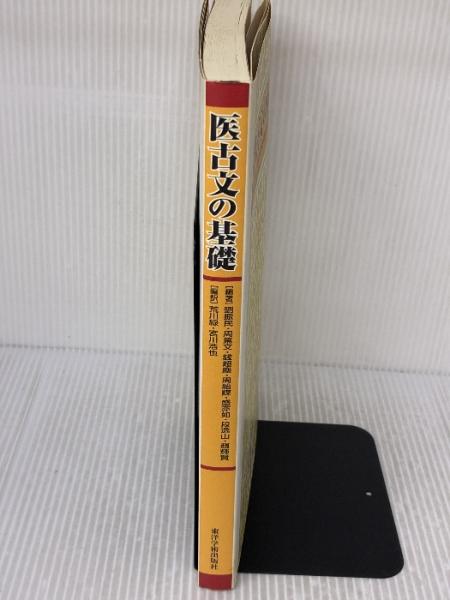 医古文の基礎
[編著] 劉振民・周篤文・銭超塵・周貽謀・盛亦如・段逸山・趙輝賢
[編訳] 荒川緑・宮川浩也
東洋学術出版社